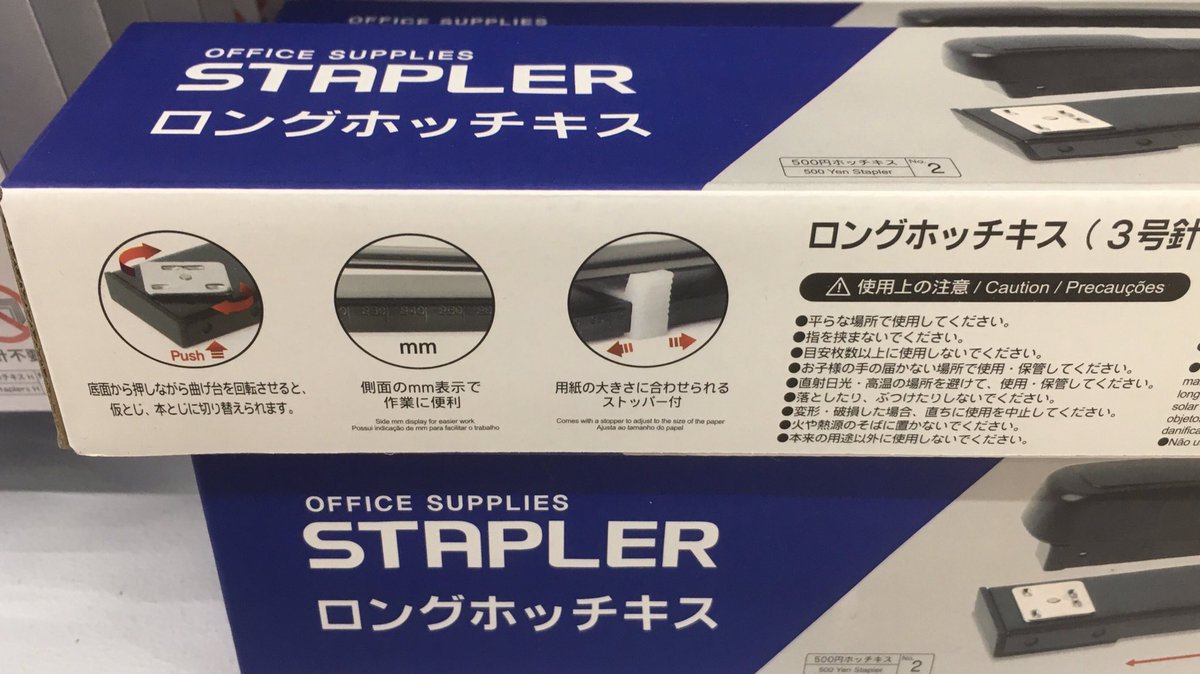 OFFICE SUPPLIES
OFFICE SUPPLIES
STAPLER
ロングホッチキス
500円ホッチキス No.
500 Yen Stapler 2
ロングホッチキス(3号針
使用上の注意 / Caution / Precauções
●平らな場所で使用してください。
●指を挟まないでください。
●目安枚数以上に使用しないでください。
●お子様の手の届かない場所で使用・保管してください。
●直射日光・高温の場所を避けて、使用・保管してください。
●落としたり、ぶつけたりしないでください。
●変形・破損した場合、直ちに使用を中止してください。
●火や熱源のそばに置かないでください。
●本来の用途以外に使用しないでください。
Push
底面から押しながら曲げ台を回転させると、
仮とじ、本とじに切り替えられます。
mm
側面のmm表示で
作業に便利
Side mm display for easier work
Possui indicação de mm para facilitar o trabalho
用紙の大きさに合わせられる
ストッパー付
Comes with a stopper to adjust to the size of the paper
Ajusta ao tamanho do papel
ma
long
solar
objeto
danifica
●Não u
OFFICE SUPPLIES
STAPLER
ロングホッチキス
500円ホッチキス No.
500 Yen Stapler 2